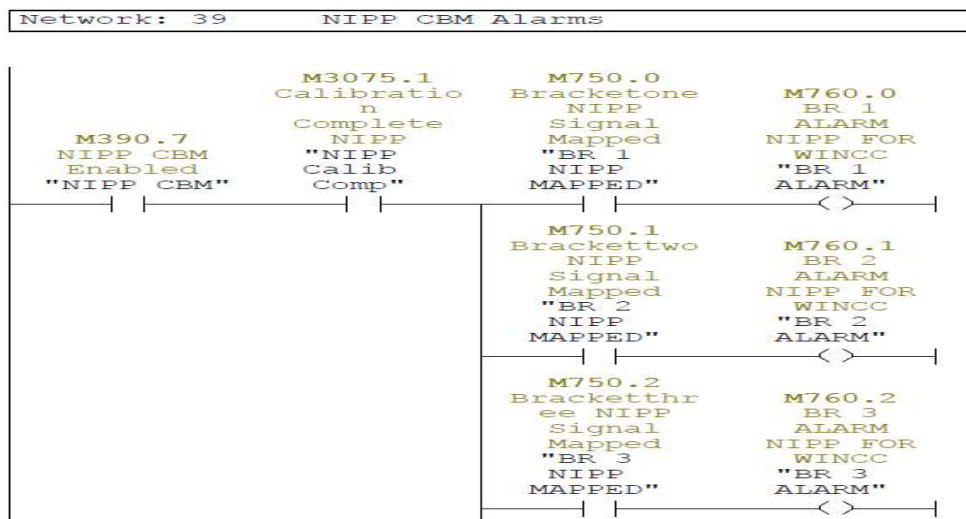 Network: 39 NIPP CBM Alarms
M390.7
NIPP CBM
Enabled
"NIPP CBM"
M3075.1
Calibratio
n
Complete
NIPP
"NIPP
Calib
Comp"
M750.0
Bracketone
NIPP
Signal
Mapped
"BR 1
NIPP
MAPPED"
M760.0
BR 1
ALARM
NIPP FOR
WINCC
"BR 1
ALARM"
M750.1
Brackettwo
NIPP
Signal
Mapped
"BR 2
NIPP
MAPPED"
M760.1
BR 2
ALARM
NIPP FOR
WINCC
"BR 2
ALARM"
M750.2
Bracketthr
ee NIPP
Signal
Mapped
"BR 3
NIPP
MAPPED"
M760.2
BR 3
ALARM
NIPP FOR
WINCC
"BR 3
ALARM"